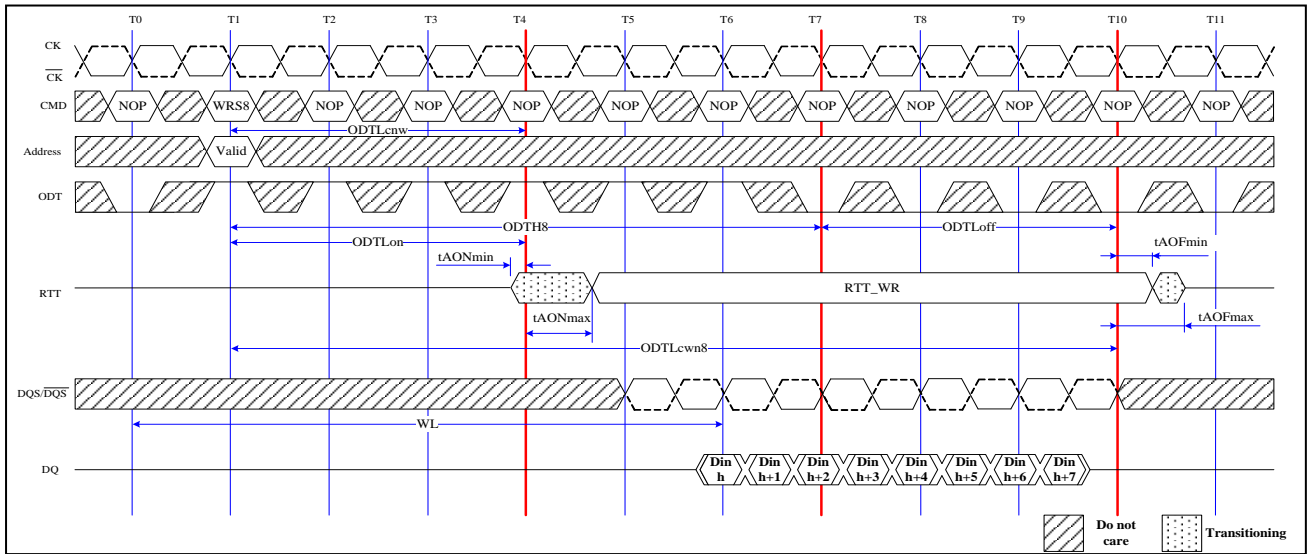 T0 T1 T2 T3 T4 T5 T6 T7 T8 T9 T10 T11
CK
CK
CMD NOP WRS8 NOP NOP NOP NOP NOP NOP NOP NOP NOP NOP
ODTLcnw
Address Valid
ODT
ODTH8 ODTLoff
ODTLon
tAONmin tAOFmin
RTT RTT_WR
tAONmax tAOFmax
ODTLcwn8
DQS/DQS
WL
DQ Din h Din h+1 Din h+2 Din h+3 Din h+4 Din h+5 Din h+6 Din h+7
Do not care Transitioning